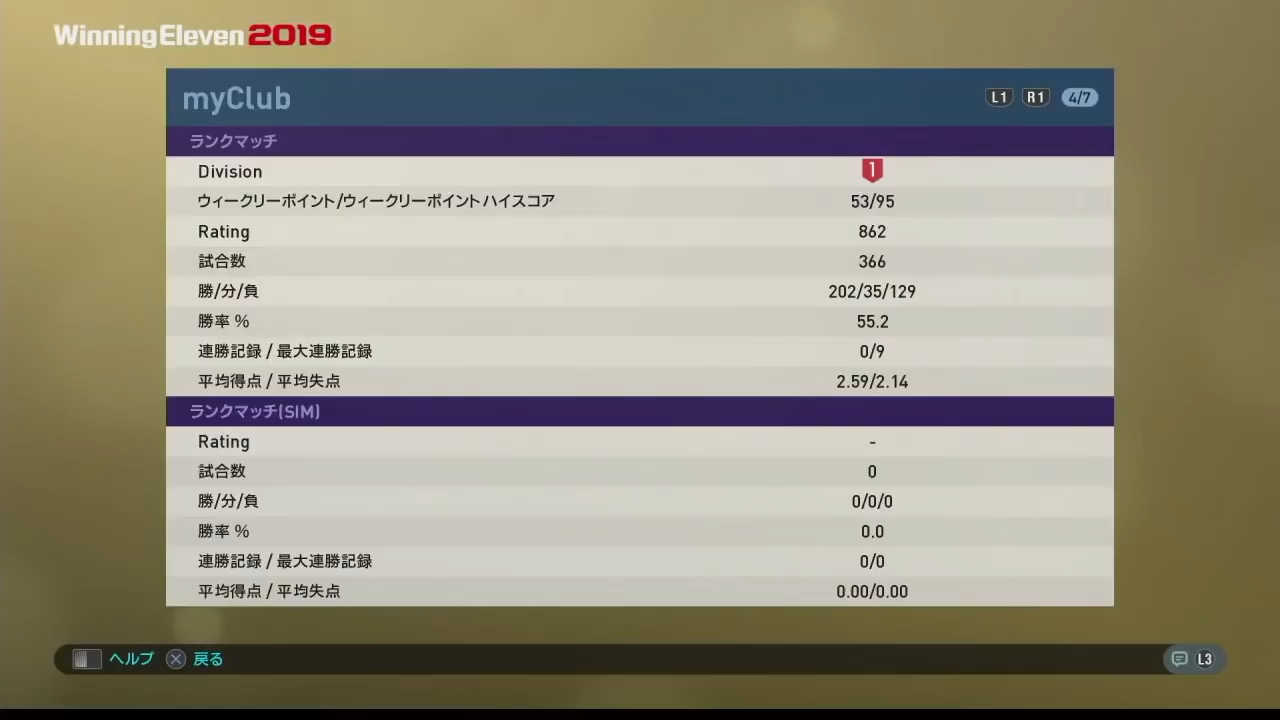 Winning Eleven 2019
myClub L1 R1 4/7
ランクマッチ
Division 1
ウィークリーポイント/ウィークリーポイントハイスコア 53/95
Rating 862
試合数 366
勝/分/負 202/35/129
勝率 % 55.2
連勝記録 / 最大連勝記録 0/9
平均得点 / 平均失点 2.59/2.14
ランクマッチ(SIM)
Rating -
試合数 0
勝/分/負 0/0/0
勝率 % 0.0
連勝記録 / 最大連勝記録 0/0
平均得点 / 平均失点 0.00/0.00
ヘルプ 戻る L3